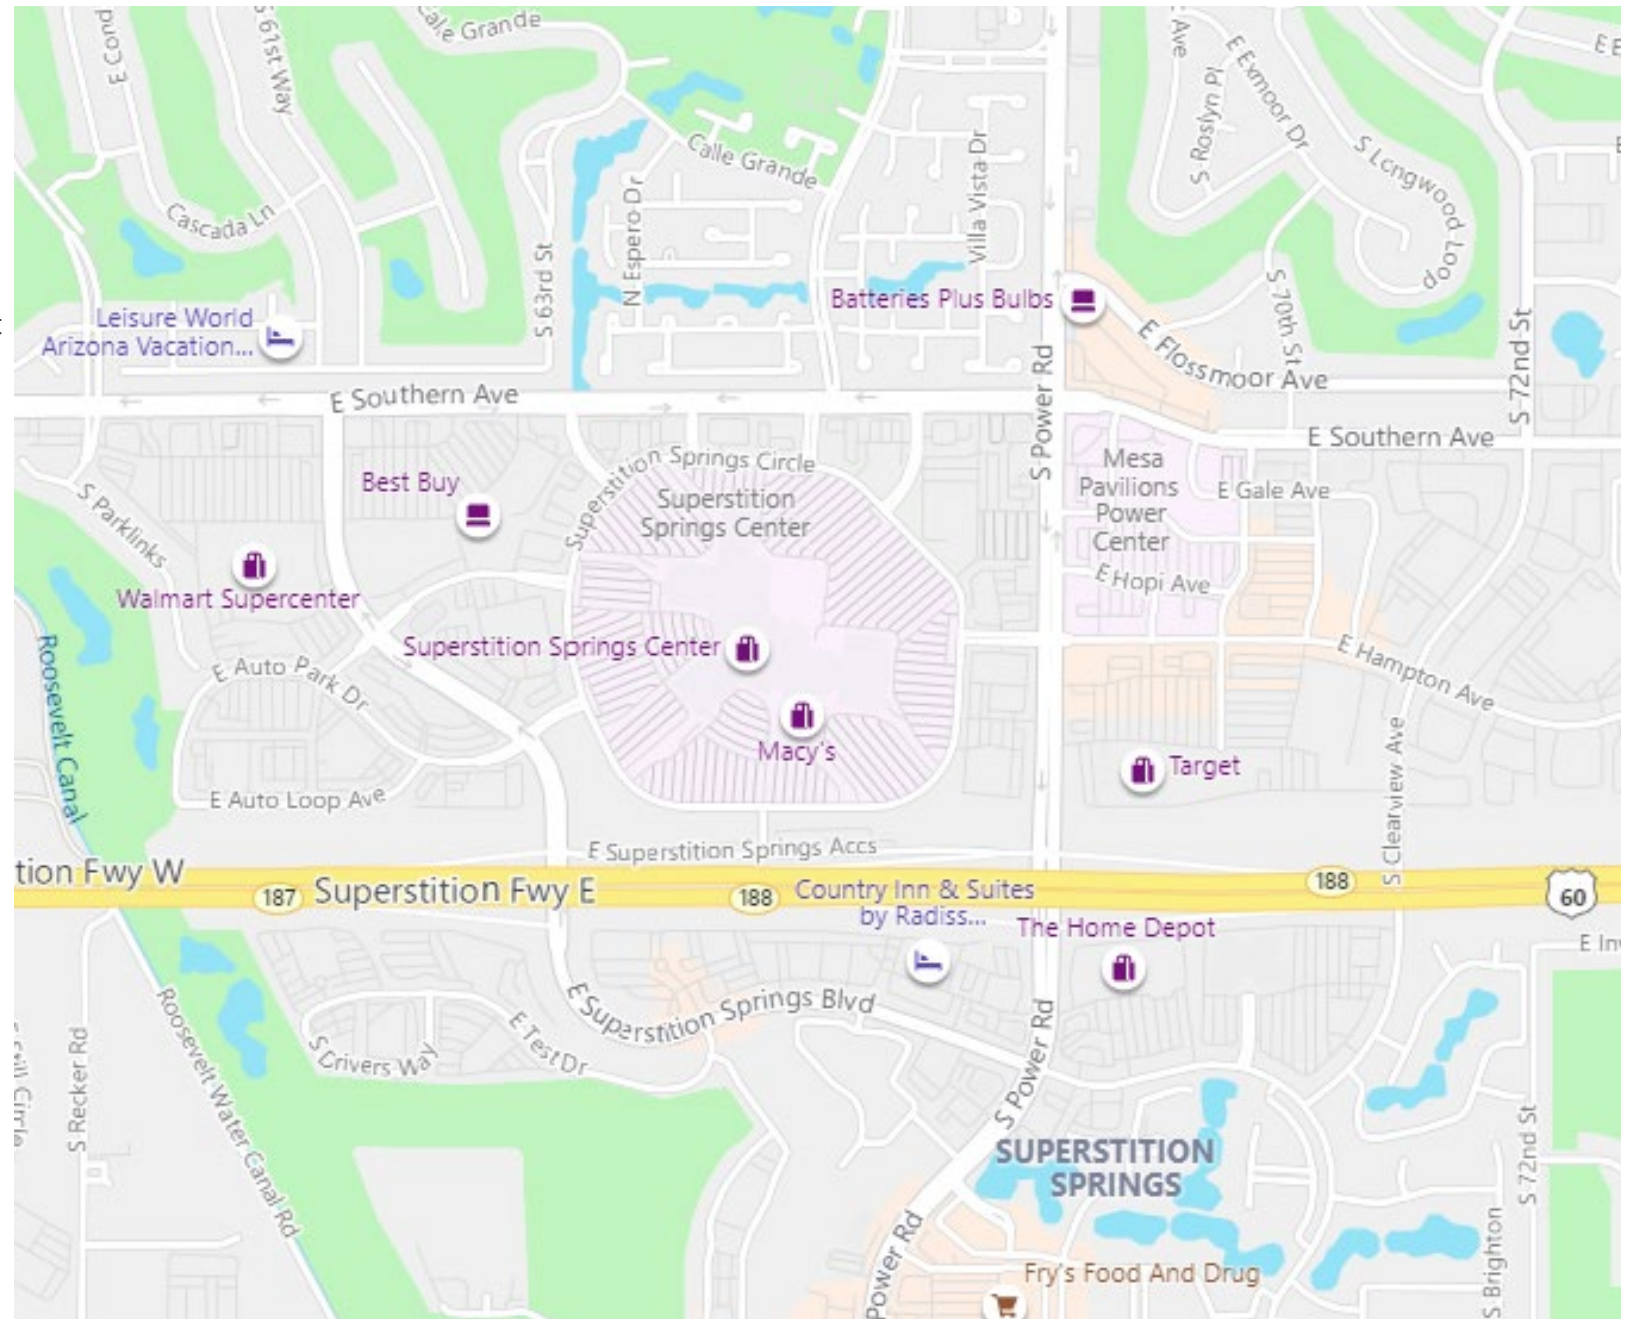 Calle Grande
S 61st Way
E Exmoor Dr
S Roslyn Pl
Ave
S Longwood Loop
Calle Grande
Villa Vista Dr
N Espero Dr
Cascada Ln
S 63rd St
S 70th St
Batteries Plus Bulbs
Leisure World
Arizona Vacation...
E Flossmoor Ave
S 72nd St
E Southern Ave
S Power Rd
E Southern Ave
Superstition Springs Circle
Mesa
Pavilions
Power
Center
Best Buy
E Gale Ave
Superstition
Springs Center
S Parklinks
E Hopi Ave
Walmart Supercenter
Superstition Springs Center
E Hampton Ave
E Auto Park Dr
Roosevelt Canal
Macy's
Target
E Auto Loop Ave
S Clearview Ave
E Superstition Springs Accs
tion Fwy W
187
Superstition Fwy E
188
Country Inn & Suites
by Radiss...
188
60
The Home Depot
E Superstition Springs Blvd
S Power Rd
S Drivers Way
E Test Dr
S Recker Rd
Roosevelt Water Canal Rd
SUPERSTITION
SPRINGS
S 72nd St
S Brighton
Power Rd
Fry's Food And Drug